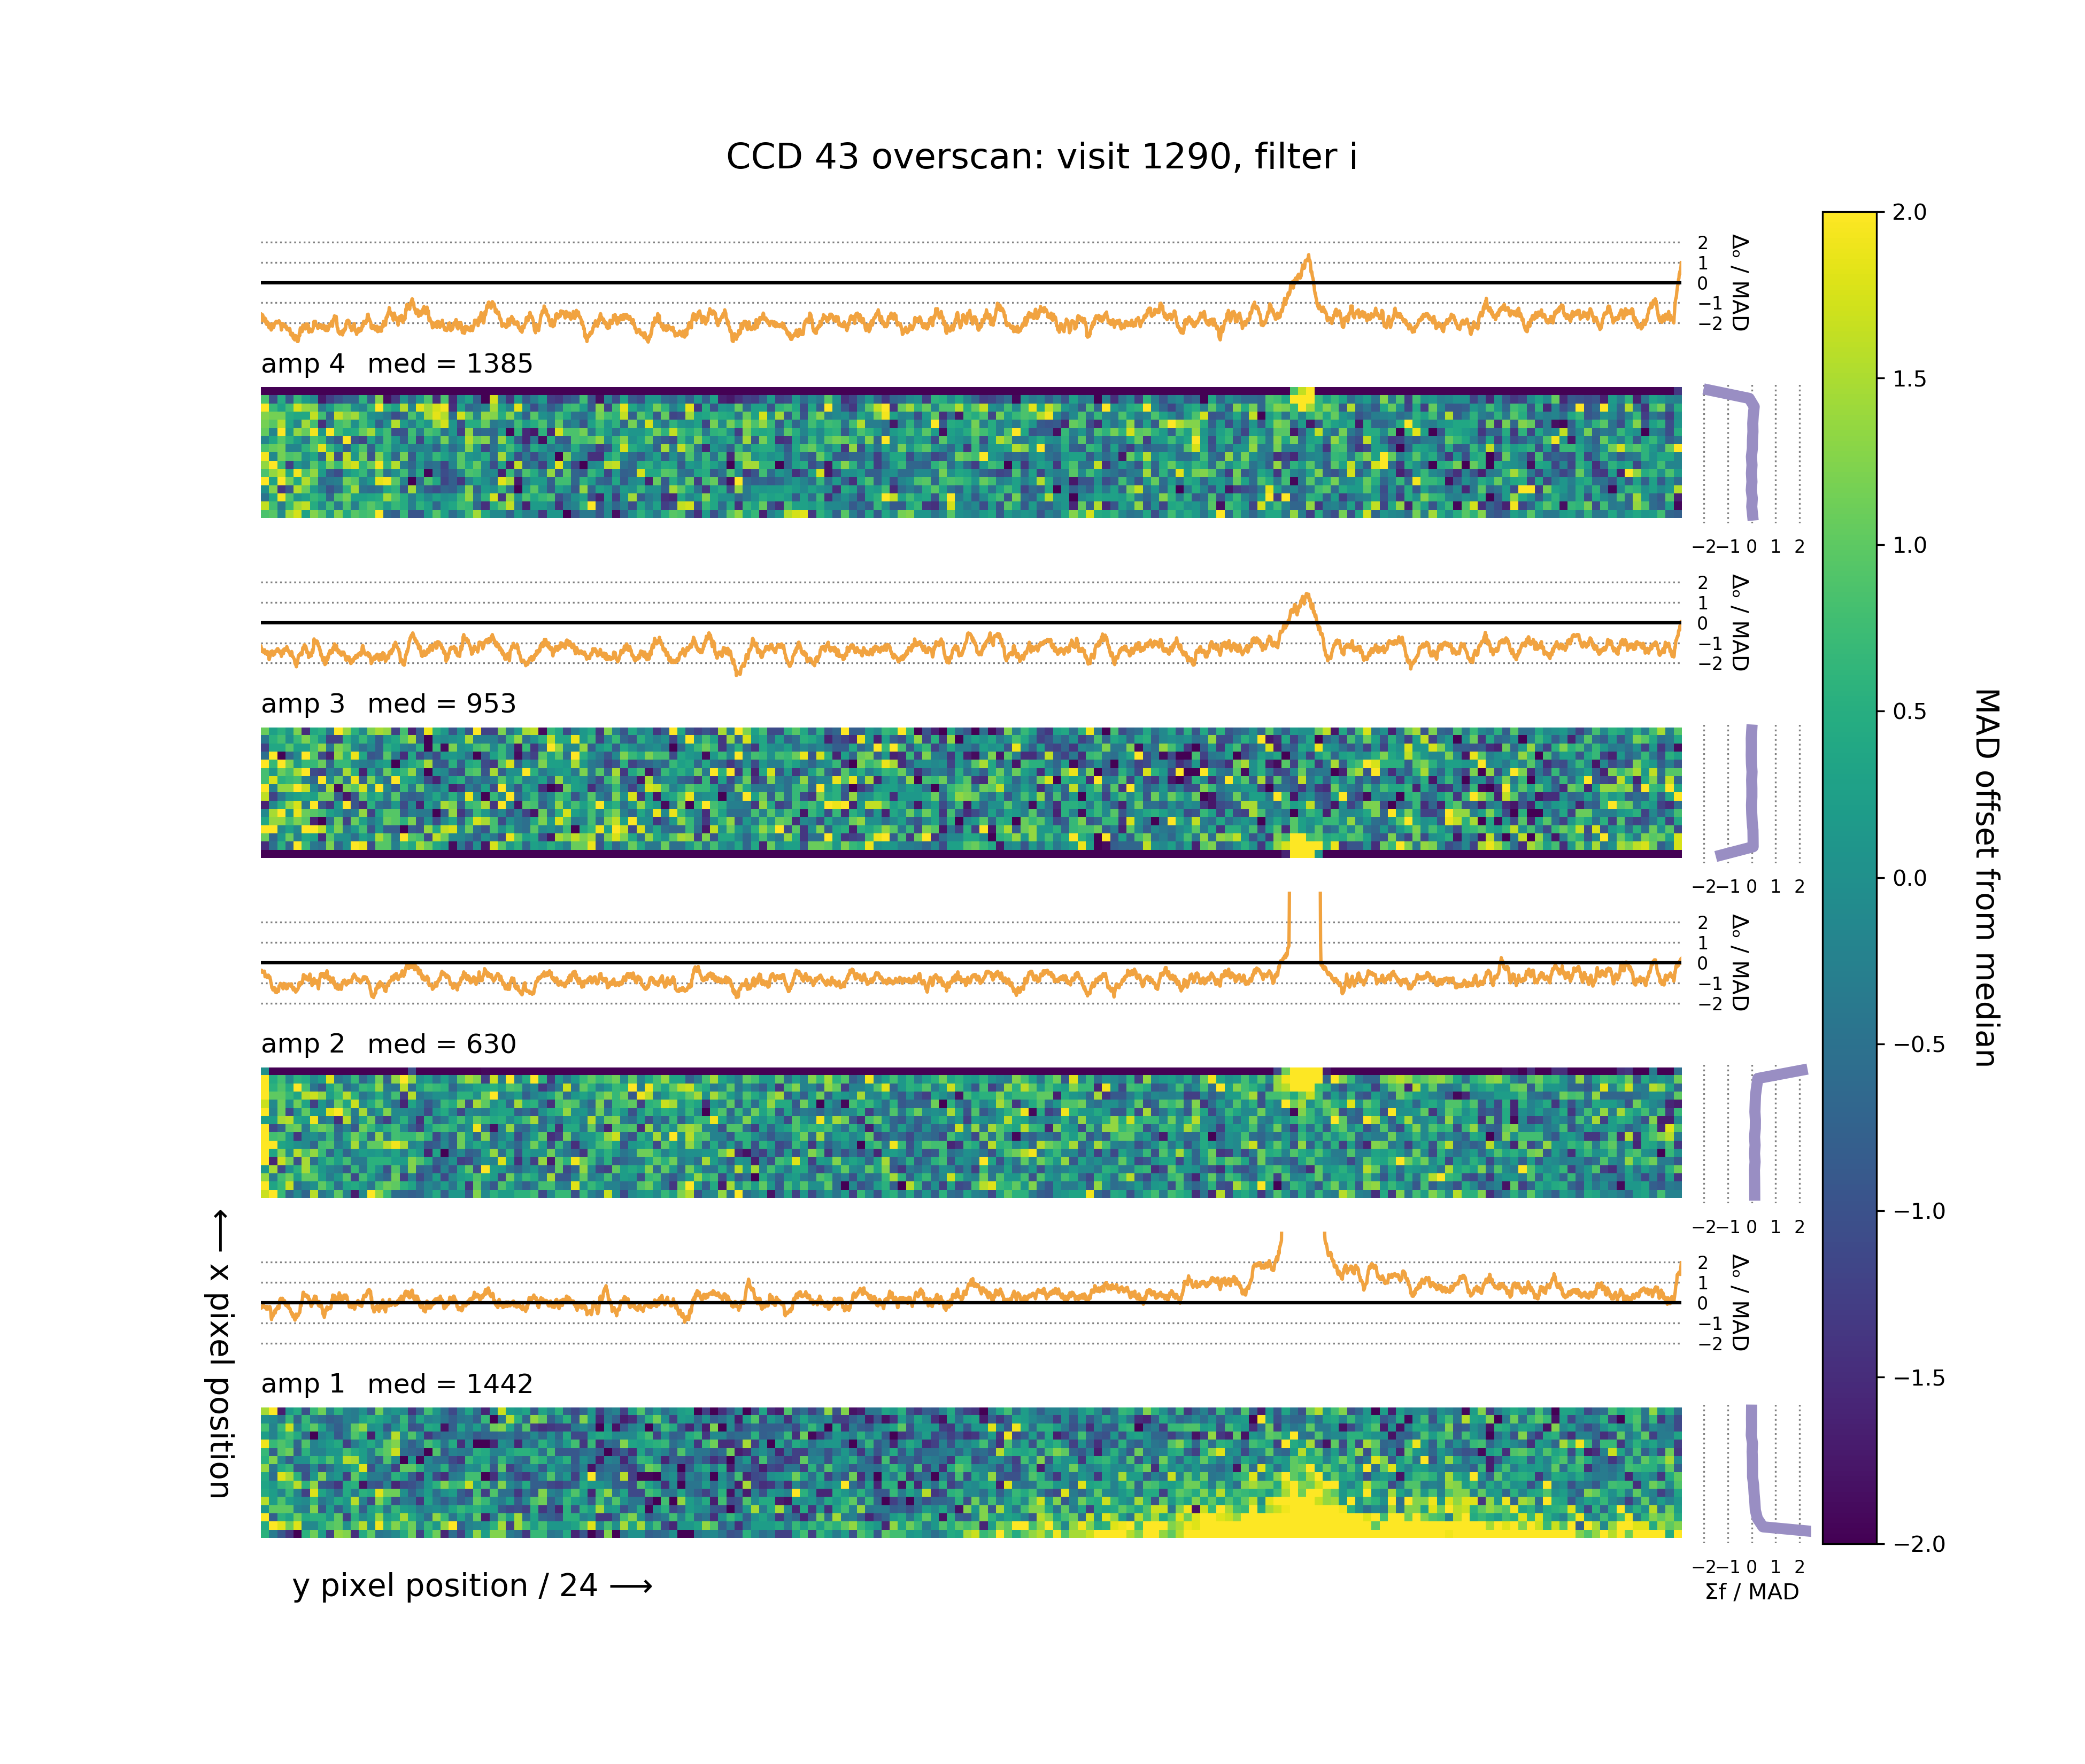 CCD 43 overscan: visit 1290, filter i
2
1
0
−1
−2
Δₒ / MAD
amp 4 med = 1385
−2 −1 0 1 2
2
1
0
−1
−2
Δₒ / MAD
amp 3 med = 953
−2 −1 0 1 2
2
1
0
−1
−2
Δₒ / MAD
amp 2 med = 630
−2 −1 0 1 2
2
1
0
−1
−2
Δₒ / MAD
amp 1 med = 1442
−2 −1 0 1 2
Σf / MAD
⟵ x pixel position
y pixel position / 24 ⟶
2.0
1.5
1.0
0.5
0.0
−0.5
−1.0
−1.5
−2.0
MAD offset from median